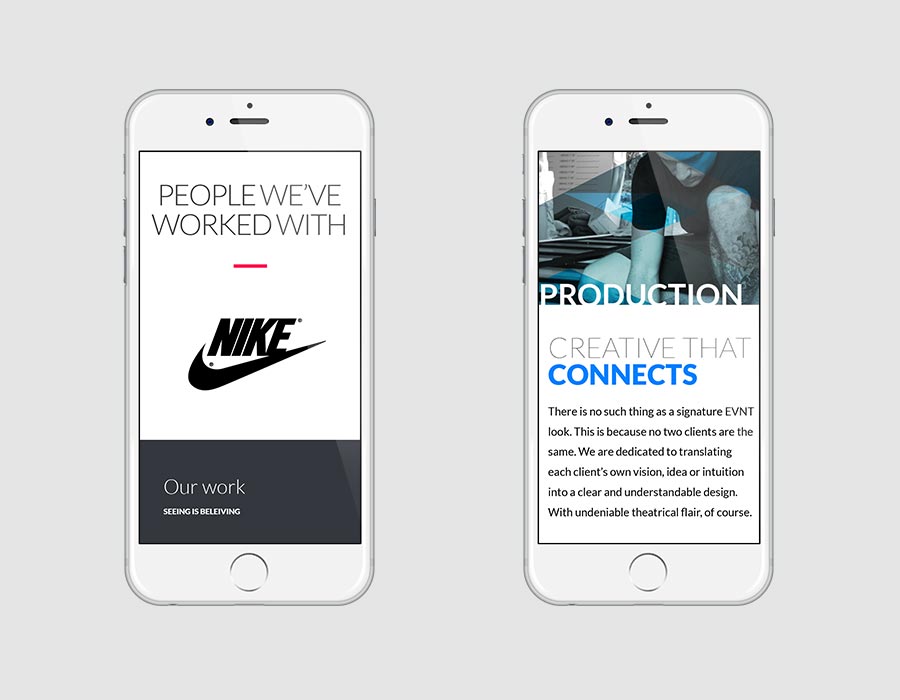 PEOPLE WE'VE
WORKED WITH
NIKE
Our work
SEEING IS BELEIVING
PRODUCTION
CREATIVE THAT
CONNECTS
There is no such thing as a signature EVNT
look. This is because no two clients are the
same. We are dedicated to translating
each client's own vision, idea or intuition
into a clear and understandable design.
With undeniable theatrical flair, of course.